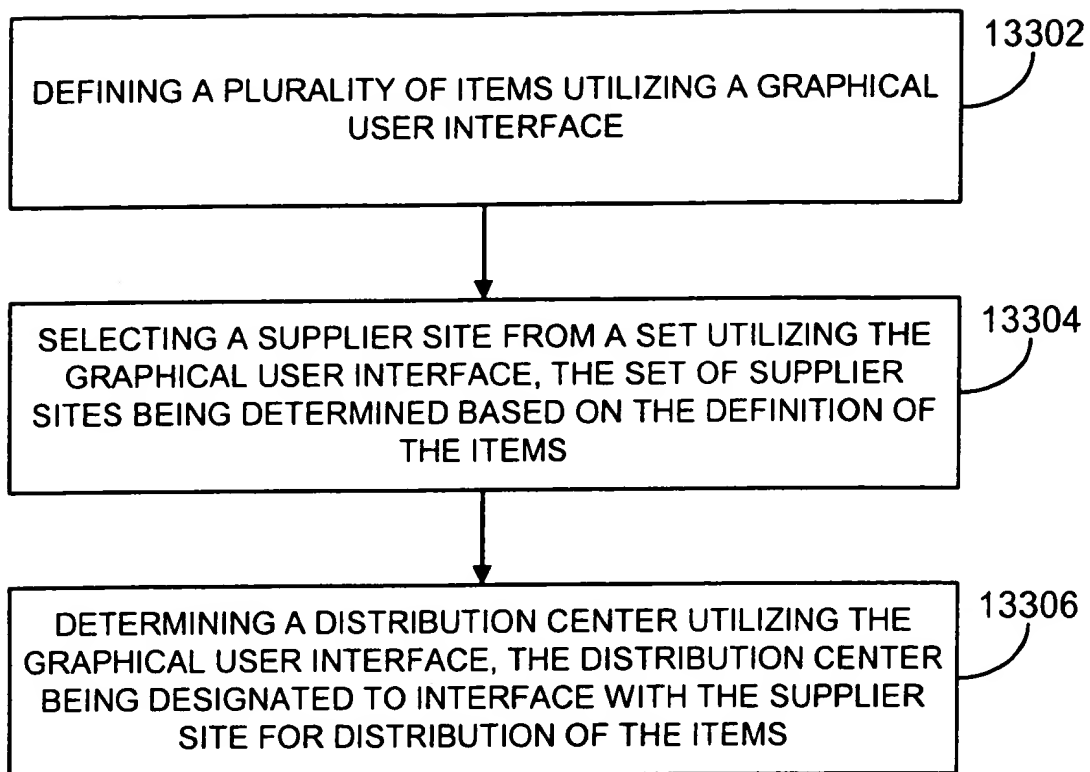 13302
DEFINING A PLURALITY OF ITEMS UTILIZING A GRAPHICAL
USER INTERFACE
13304
SELECTING A SUPPLIER SITE FROM A SET UTILIZING THE
GRAPHICAL USER INTERFACE, THE SET OF SUPPLIER
SITES BEING DETERMINED BASED ON THE DEFINITION OF
THE ITEMS
13306
DETERMINING A DISTRIBUTION CENTER UTILIZING THE
GRAPHICAL USER INTERFACE, THE DISTRIBUTION CENTER
BEING DESIGNATED TO INTERFACE WITH THE SUPPLIER
SITE FOR DISTRIBUTION OF THE ITEMS